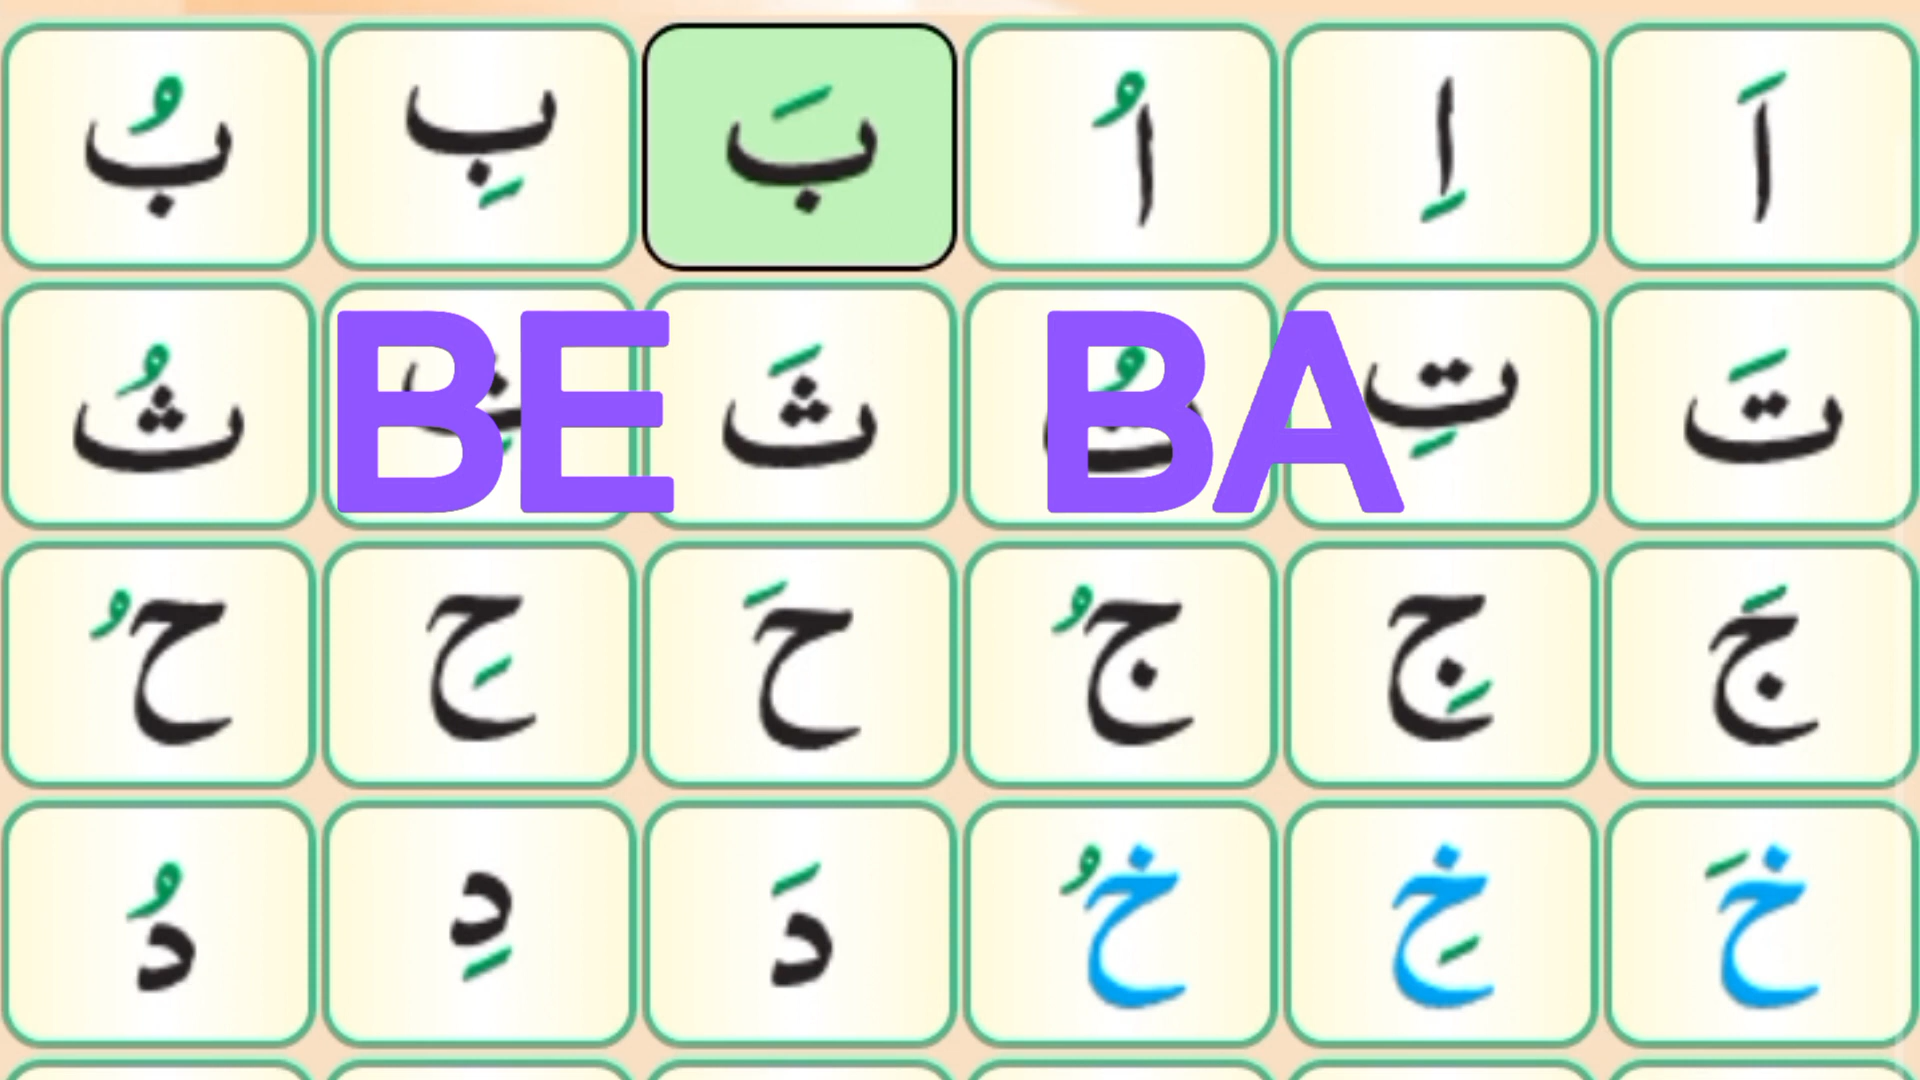 اَ اِ اُ بَ بِ بُ
تَ تِ تُ ثَ ثِ ثُ
BE BA
جَ جِ جُ حَ حِ حُ
خَ خِ خُ دَ دِ دُ